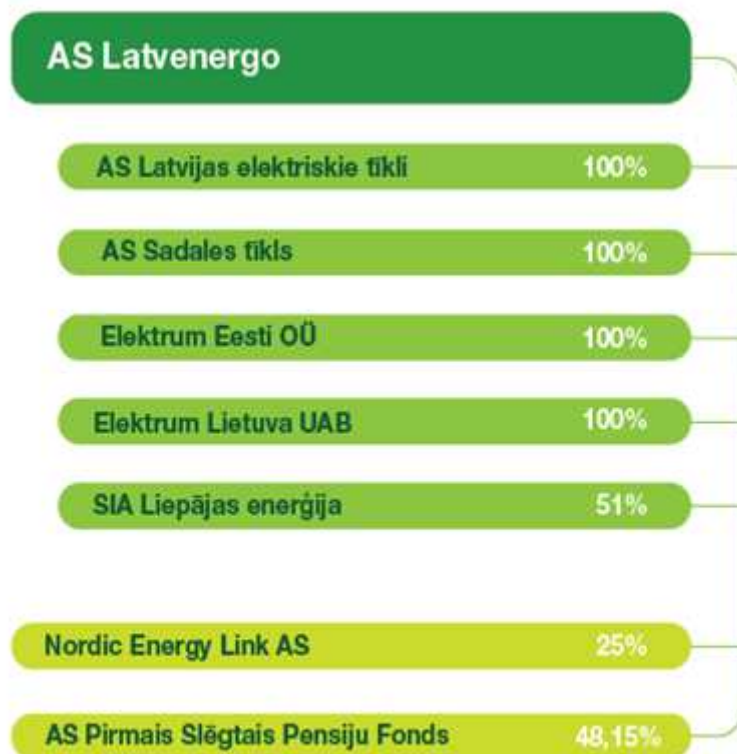 AS Latvenergo
AS Latvijas elektriskie tīkli 100%
AS Sadales tīkls 100%
Elektrum Eesti OÜ 100%
Elektrum Lietuva UAB 100%
SIA Liepājas enerģija 51%
Nordic Energy Link AS 25%
AS Pirmais Slēgtais Pensiju Fonds 48,15%